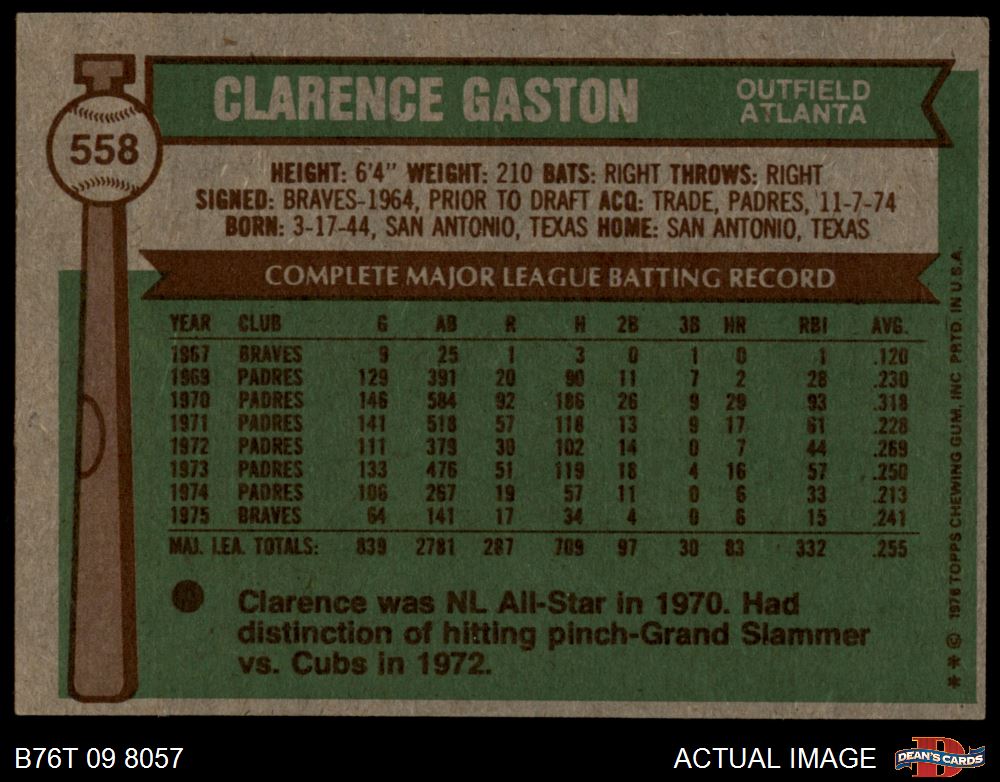 558
CLARENCE GASTON
OUTFIELD
ATLANTA
HEIGHT: 6'4" WEIGHT: 210 BATS: RIGHT THROWS: RIGHT
SIGNED: BRAVES-1964, PRIOR TO DRAFT ACQ: TRADE, PADRES, 11-7-74
BORN: 3-17-44, SAN ANTONIO, TEXAS HOME: SAN ANTONIO, TEXAS
COMPLETE MAJOR LEAGUE BATTING RECORD
YEAR CLUB G AB R H 2B 3B HR RBI AVG.
1967 BRAVES 9 25 1 3 0 1 0 1 .120
1969 PADRES 129 391 20 90 11 7 2 28 .230
1970 PADRES 146 584 92 186 26 9 29 93 .318
1971 PADRES 141 518 57 118 13 9 17 61 .228
1972 PADRES 111 379 30 102 14 0 7 44 .269
1973 PADRES 133 476 51 119 18 4 16 57 .250
1974 PADRES 106 267 19 57 11 0 6 33 .213
1975 BRAVES 64 141 17 34 4 0 6 15 .241
MAJ. LEA. TOTALS: 839 2781 287 709 97 30 83 332 .255
Clarence was NL All-Star in 1970. Had
distinction of hitting pinch-Grand Slammer
vs. Cubs in 1972.
** © 1976 TOPPS CHEWING GUM, INC PRTD. IN U.S.A.
B76T 09 8057
ACTUAL IMAGE
DEAN'S CARDS